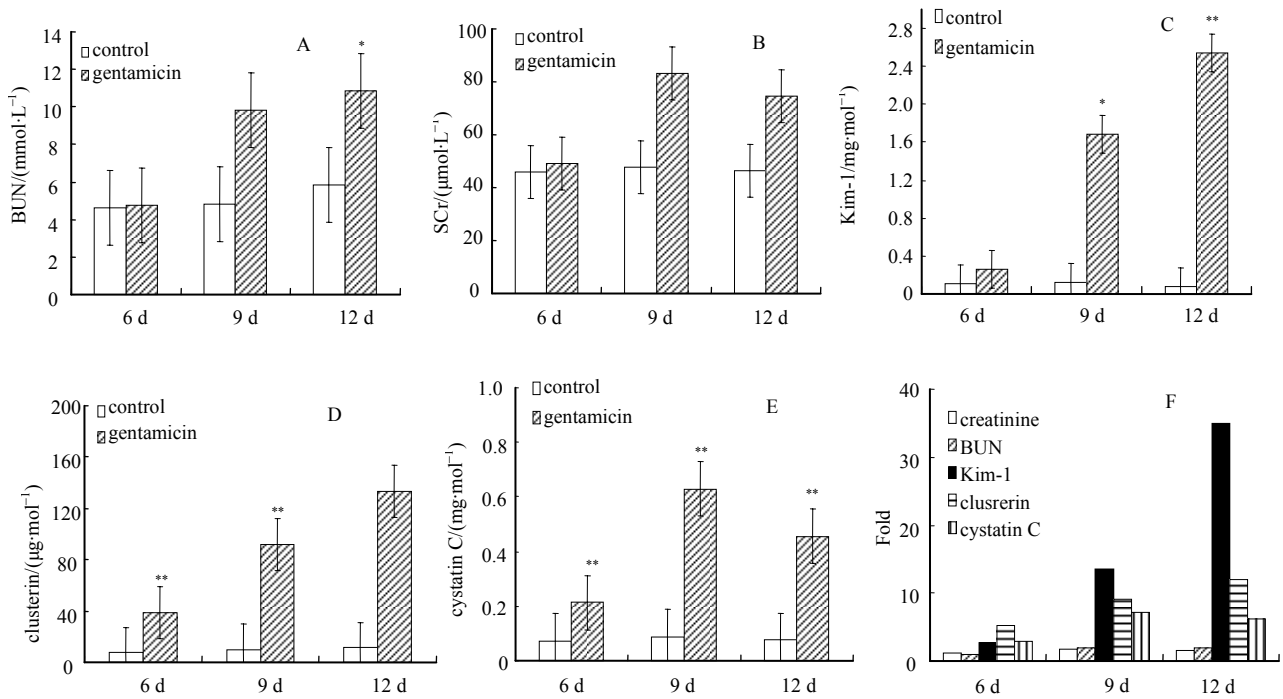 A
control
gentamicin
BUN/(mmol·L⁻¹)
14
12
10
8
6
4
2
0
*
6 d
9 d
12 d
B
control
gentamicin
SCr/(μmol·L⁻¹)
100
80
60
40
20
0
6 d
9 d
12 d
C
control
gentamicin
Kim-1/mg·mol⁻¹)
2.8
2.4
2.0
1.6
1.2
0.8
0.4
0
*
**
6 d
9 d
12 d
D
control
gentamicin
clusterin/(μg·mol⁻¹)
200
160
120
80
40
0
**
**
6 d
9 d
12 d
E
control
gentamicin
cystatin C/(mg·mol⁻¹)
1.0
0.8
0.6
0.4
0.2
0
**
**
**
6 d
9 d
12 d
F
creatinine
BUN
Kim-1
clusrerin
cystatin C
Fold
40
30
20
10
0
6 d
9 d
12 d